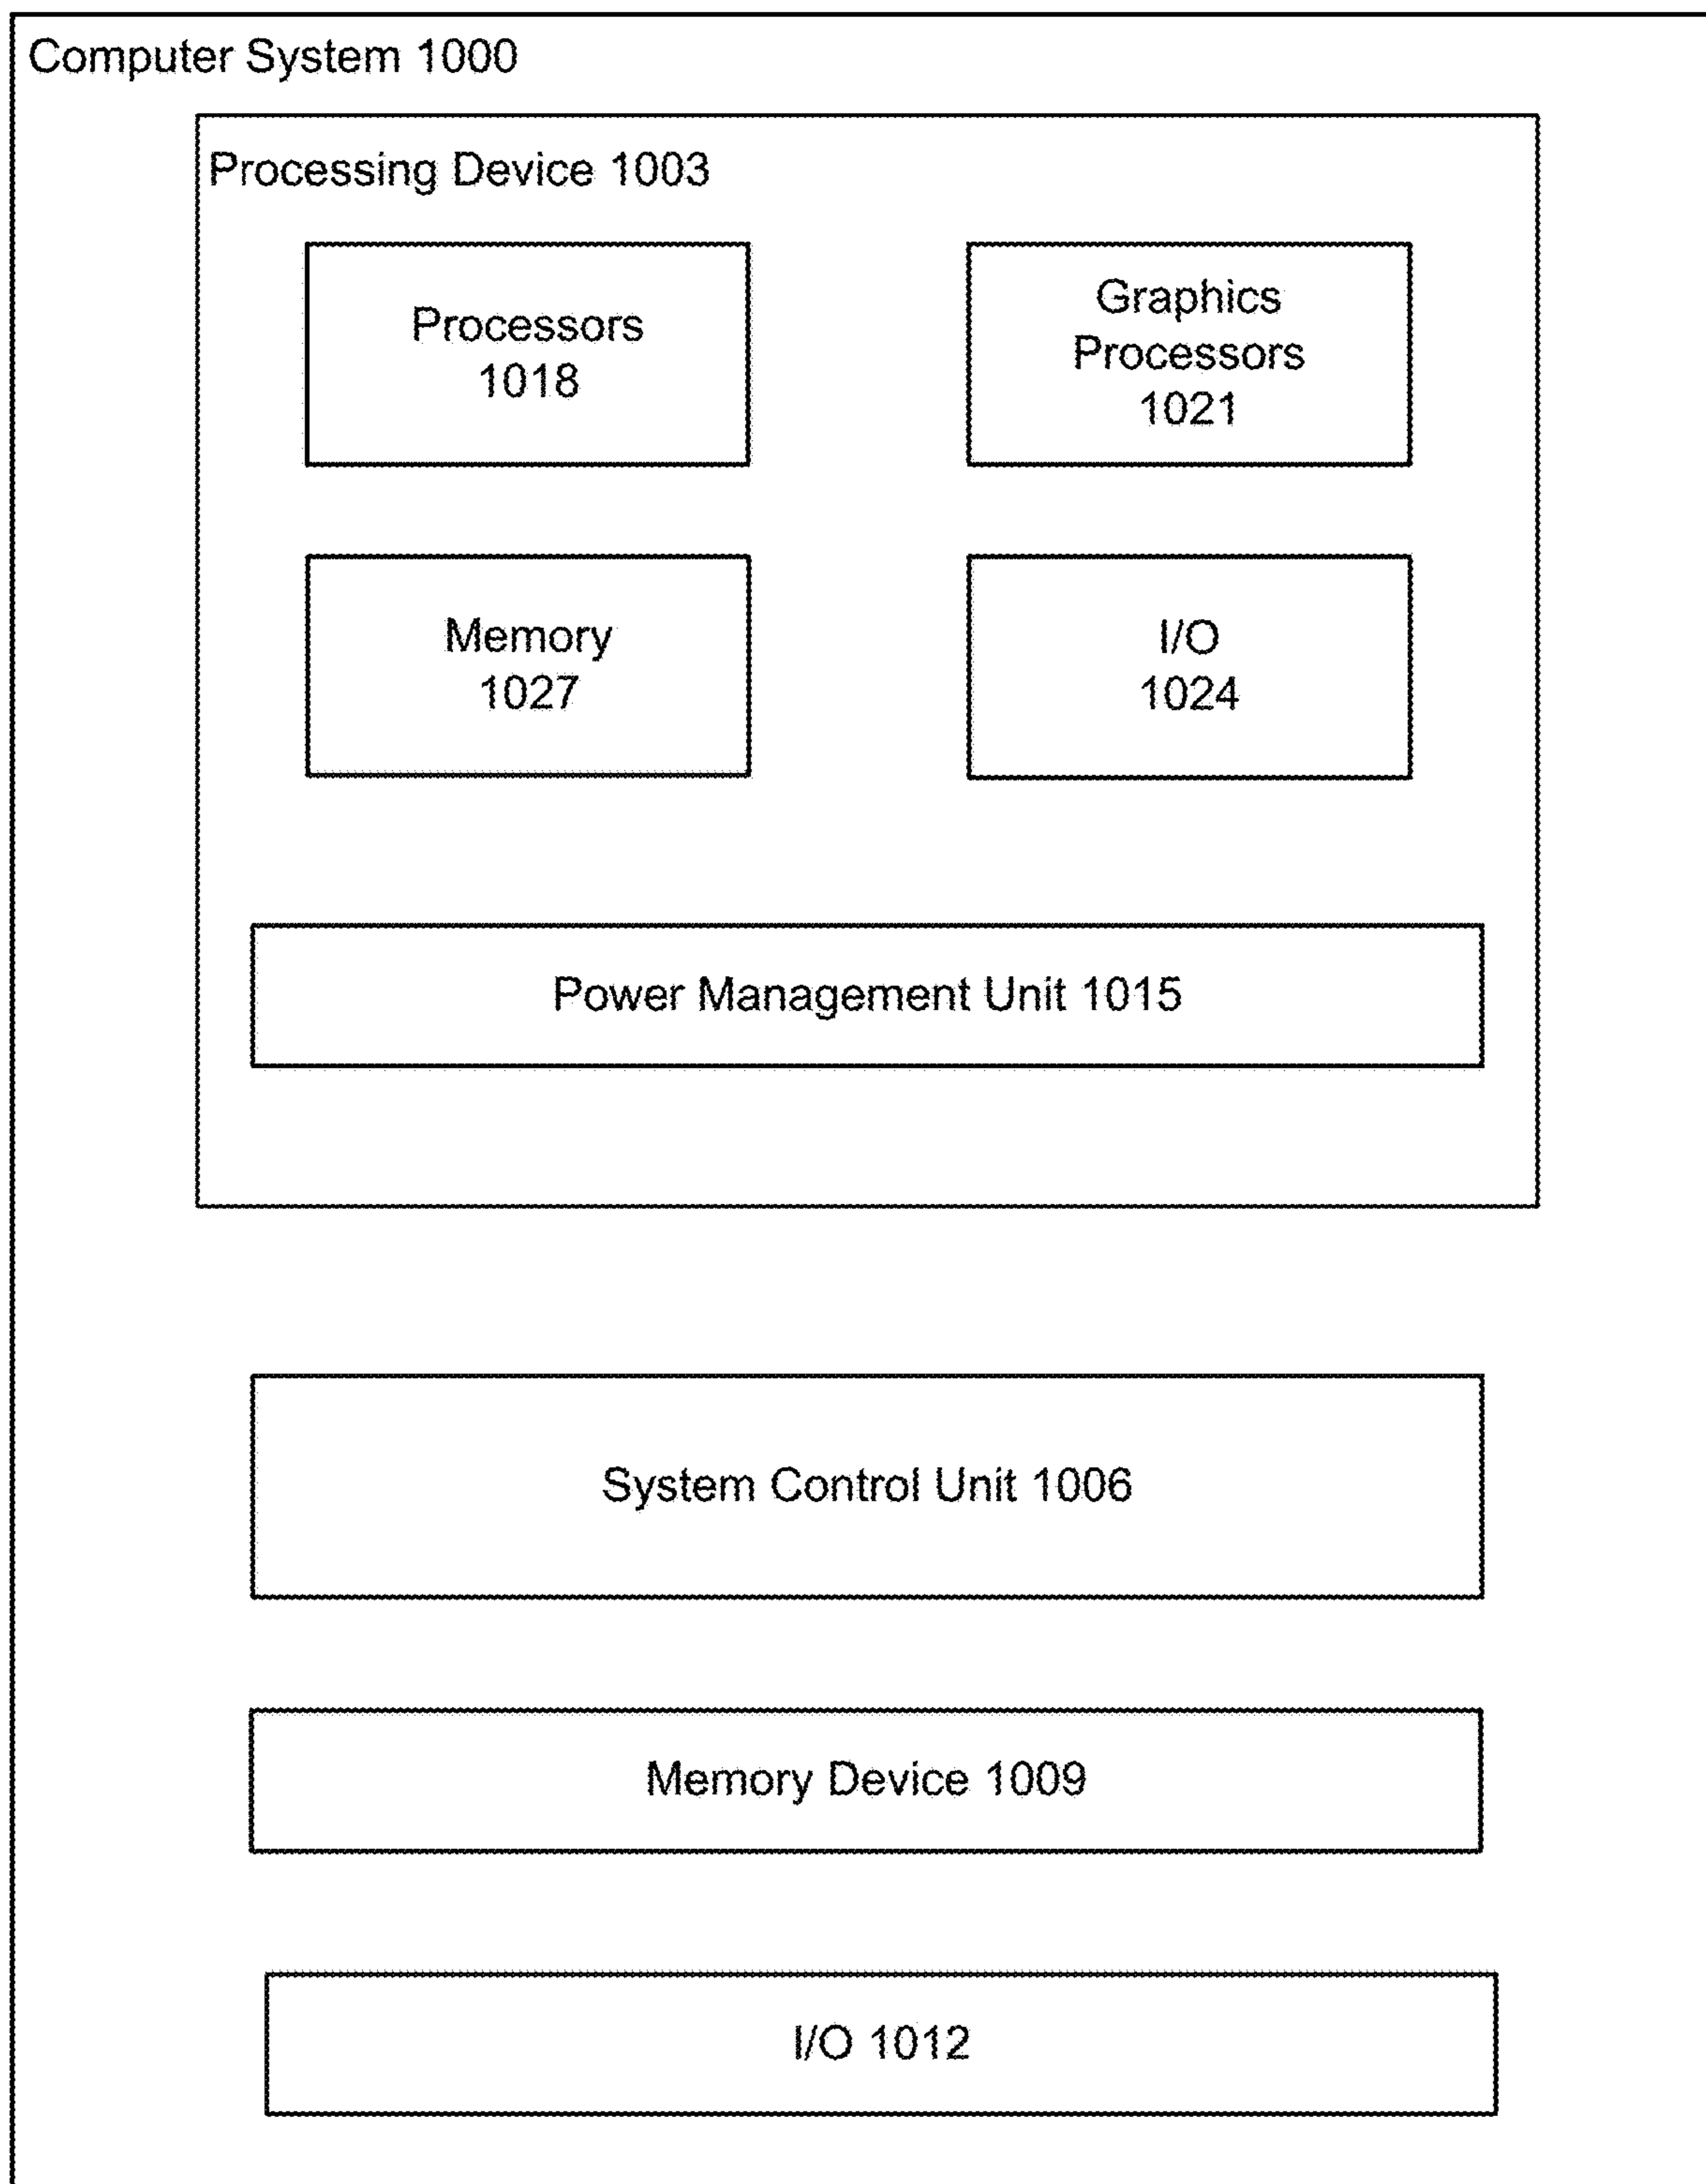 Computer System 1000
Processing Device 1003
Processors
1018
Graphics
Processors
1021
Memory
1027
I/O
1024
Power Management Unit 1015
System Control Unit 1006
Memory Device 1009
I/O 1012